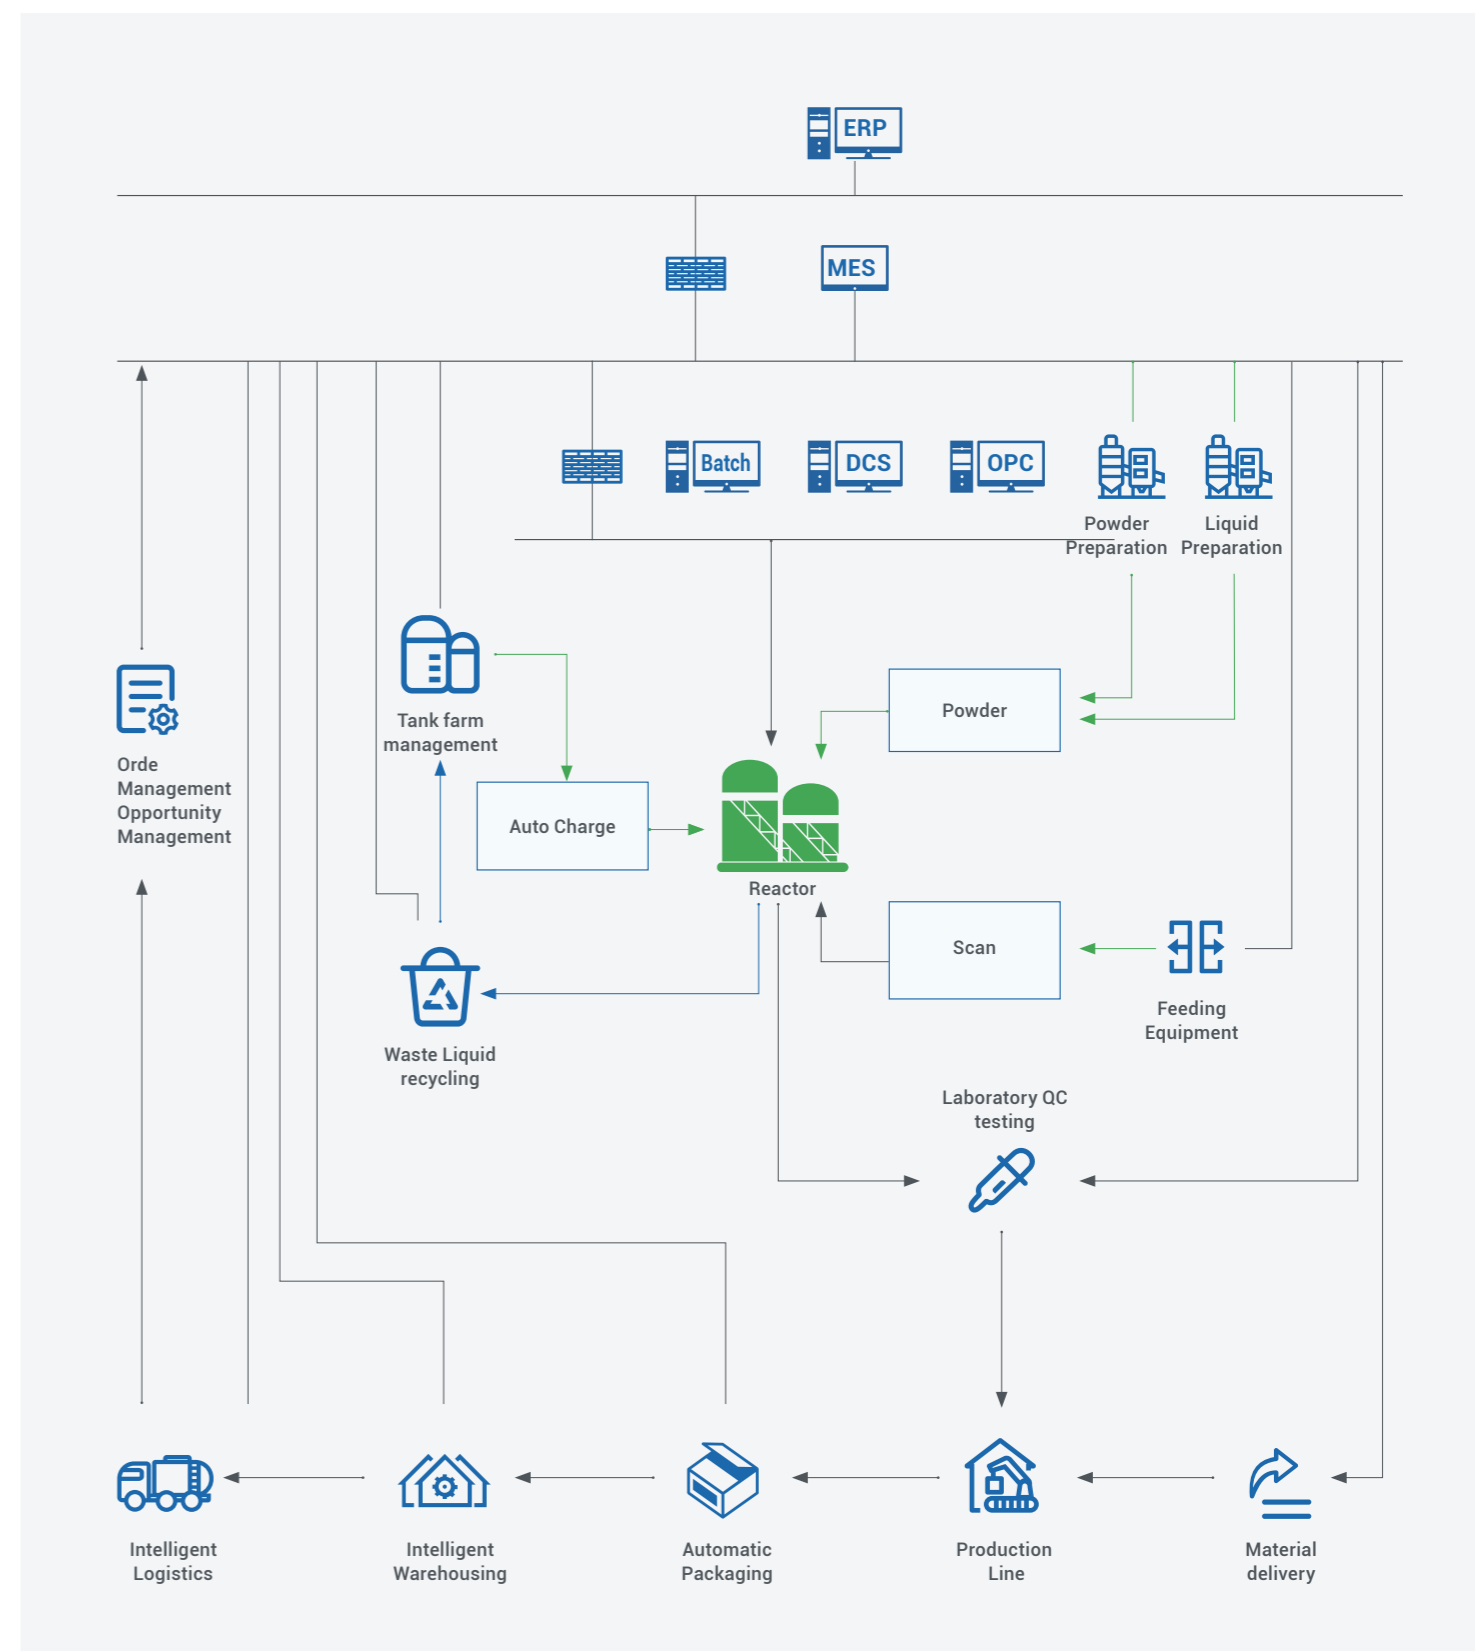 ERP
MES
Batch
DCS
OPC
Powder
Preparation
Liquid
Preparation
Tank farm
management
Powder
Orde
Management
Opportunity
Management
Auto Charge
Reactor
Scan
Feeding
Equipment
Waste Liquid
recycling
Laboratory QC
testing
Intelligent
Logistics
Intelligent
Warehousing
Automatic
Packaging
Production
Line
Material
delivery